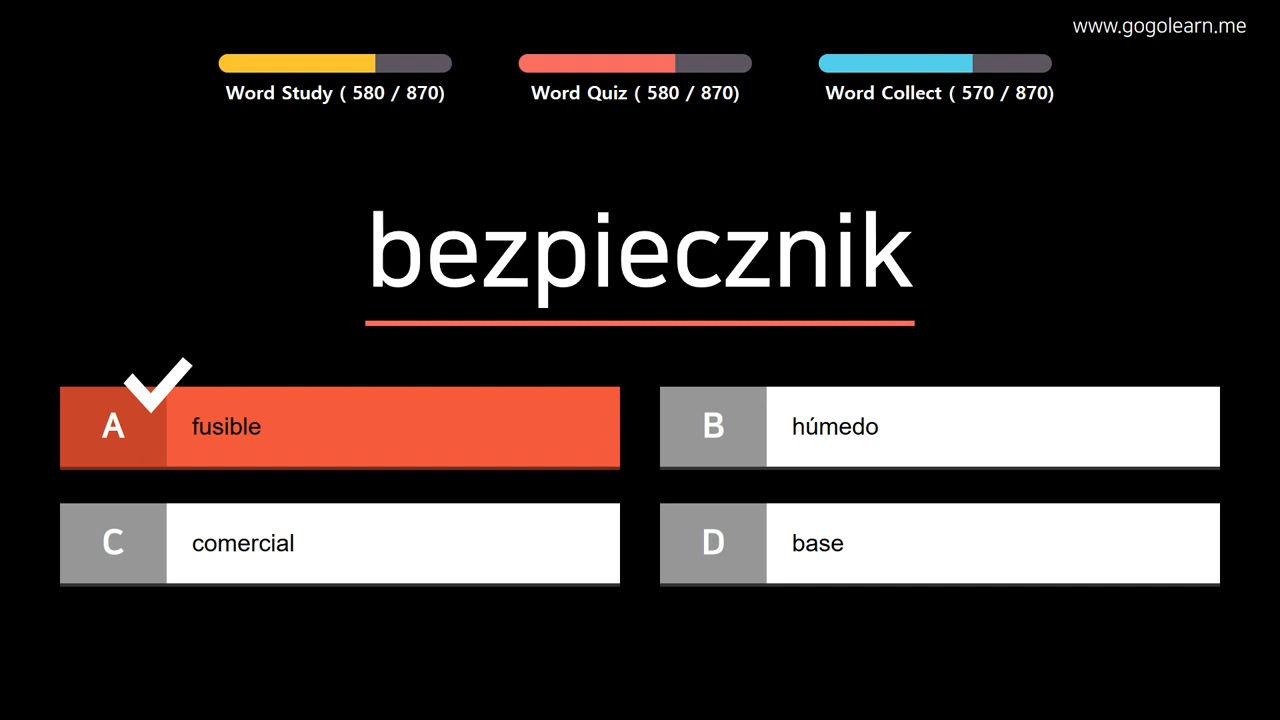 www.gogolearn.me
Word Study ( 580 / 870)
Word Quiz ( 580 / 870)
Word Collect ( 570 / 870)
bezpiecznik
A fusible
B húmedo
C comercial
D base